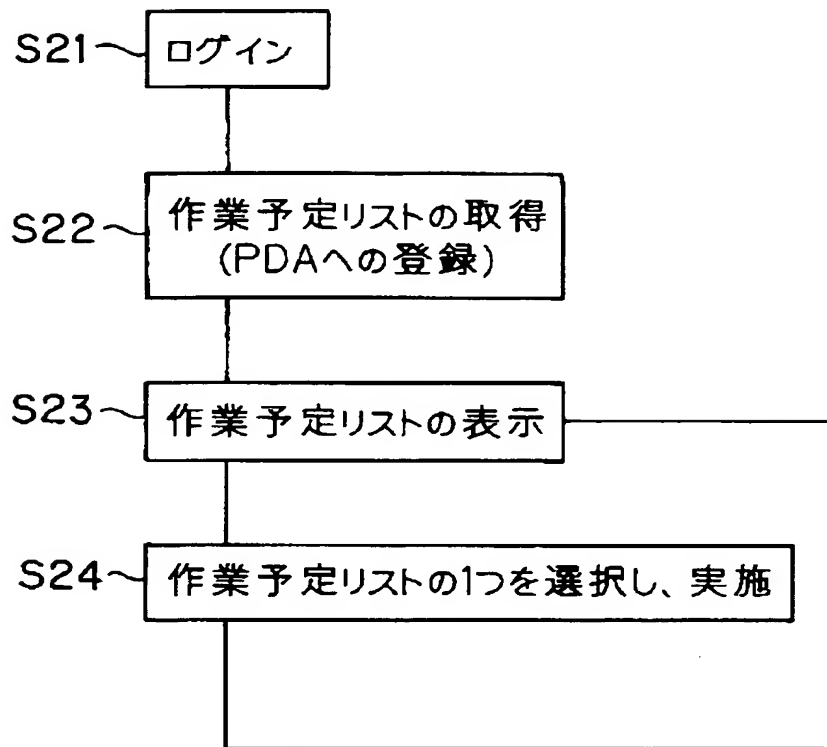 S21 ログイン
S22 作業予定リストの取得
(PDAへの登録)
S23 作業予定リストの表示
S24 作業予定リストの1つを選択し、実施